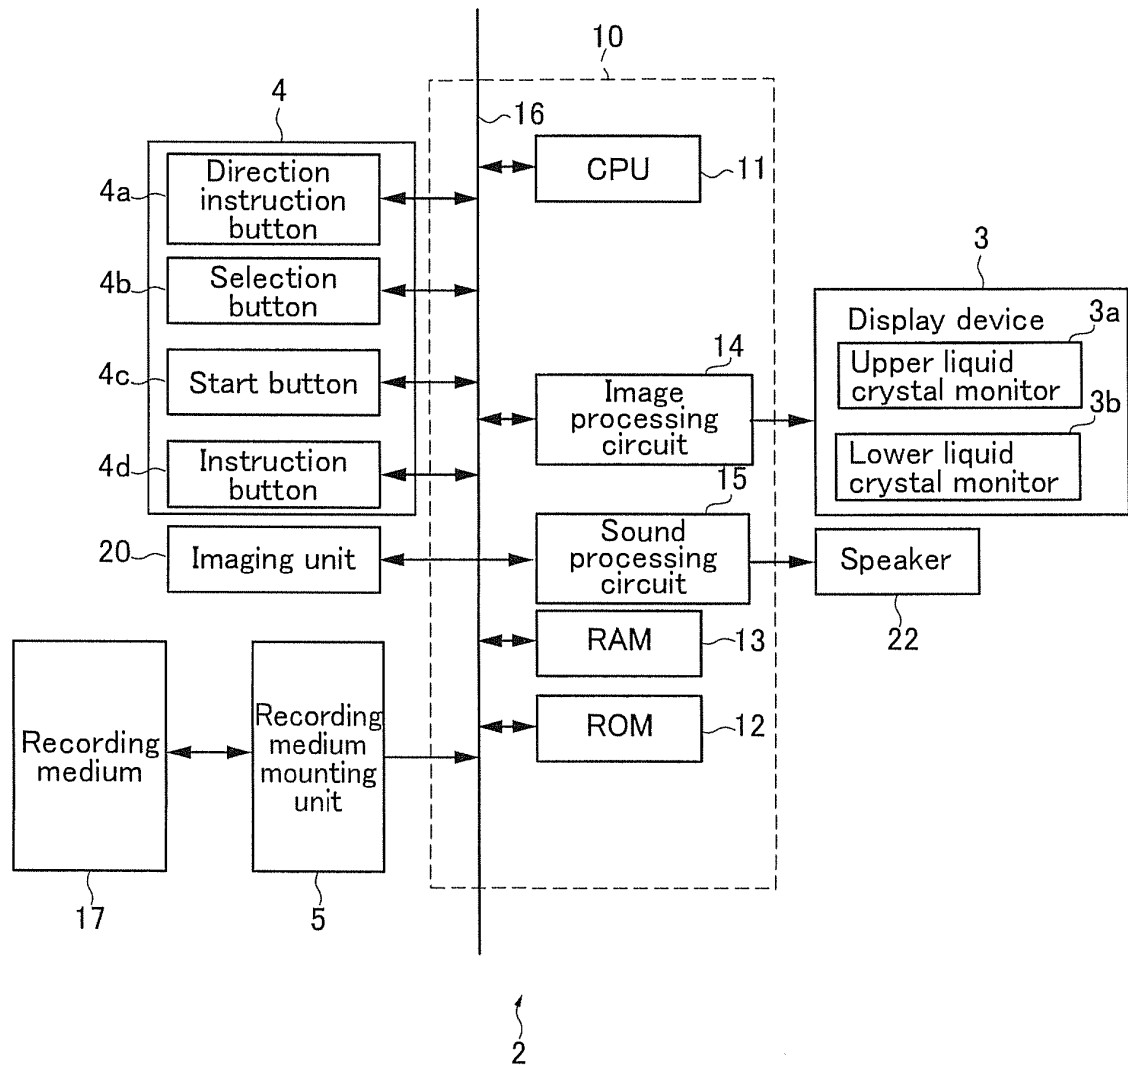 10
4
16
CPU
11
4a
Direction
instruction
button
4b
Selection
button
4c
Start button
4d
Instruction
button
20
Imaging unit
14
Image
processing
circuit
15
Sound
processing
circuit
3
Display device
3a
Upper liquid
crystal monitor
3b
Lower liquid
crystal monitor
Speaker
22
RAM
13
ROM
12
Recording
medium
17
Recording
medium
mounting
unit
5
2